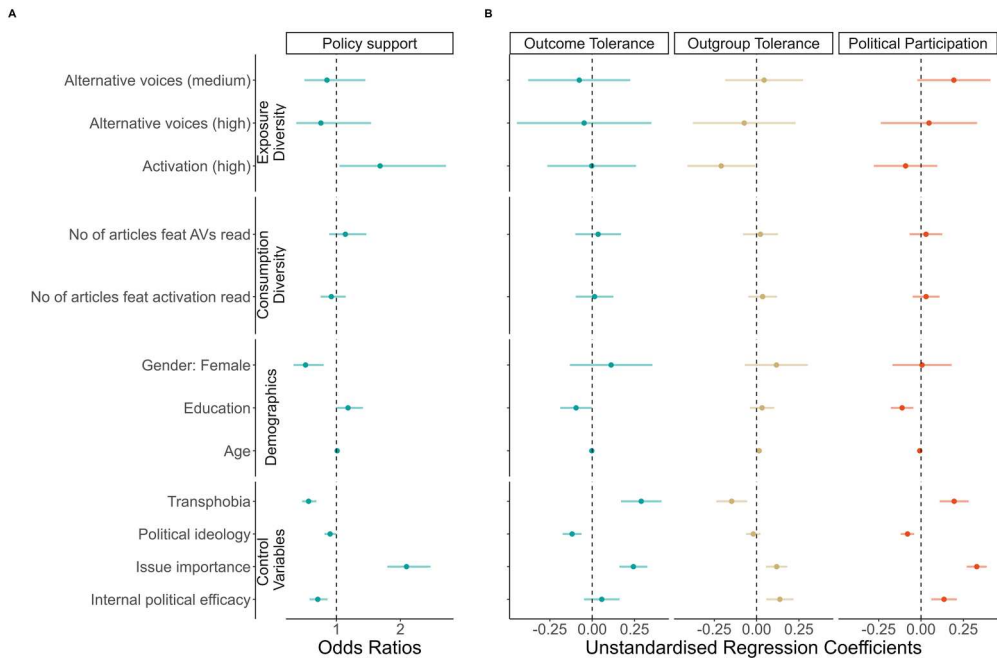 A
B
Policy support
Outcome Tolerance
Outgroup Tolerance
Political Participation
Alternative voices (medium)
Alternative voices (high)
Activation (high)
Exposure
Diversity
No of articles feat AVs read
No of articles feat activation read
Consumption
Diversity
Gender: Female
Education
Age
Demographics
Transphobia
Political ideology
Issue importance
Internal political efficacy
Control
Variables
1
2
-0.25
0.00
0.25
-0.25
0.00
0.25
-0.25
0.00
0.25
Odds Ratios
Unstandardised Regression Coefficients